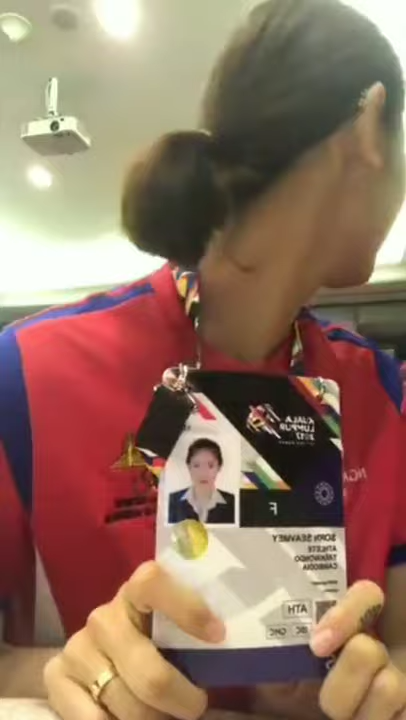 KUALA
LUMPUR
2017
F
SORN SEAVMEY
ATHLETE
TAEKWONDO
CAMBODIA
ATH